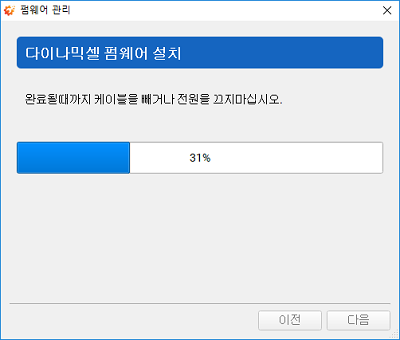 펌웨어 관리
다이나믹셀 펌웨어 설치
완료될때까지 케이블을 빼거나 전원을 끄지마십시오.
31%
이전
다음